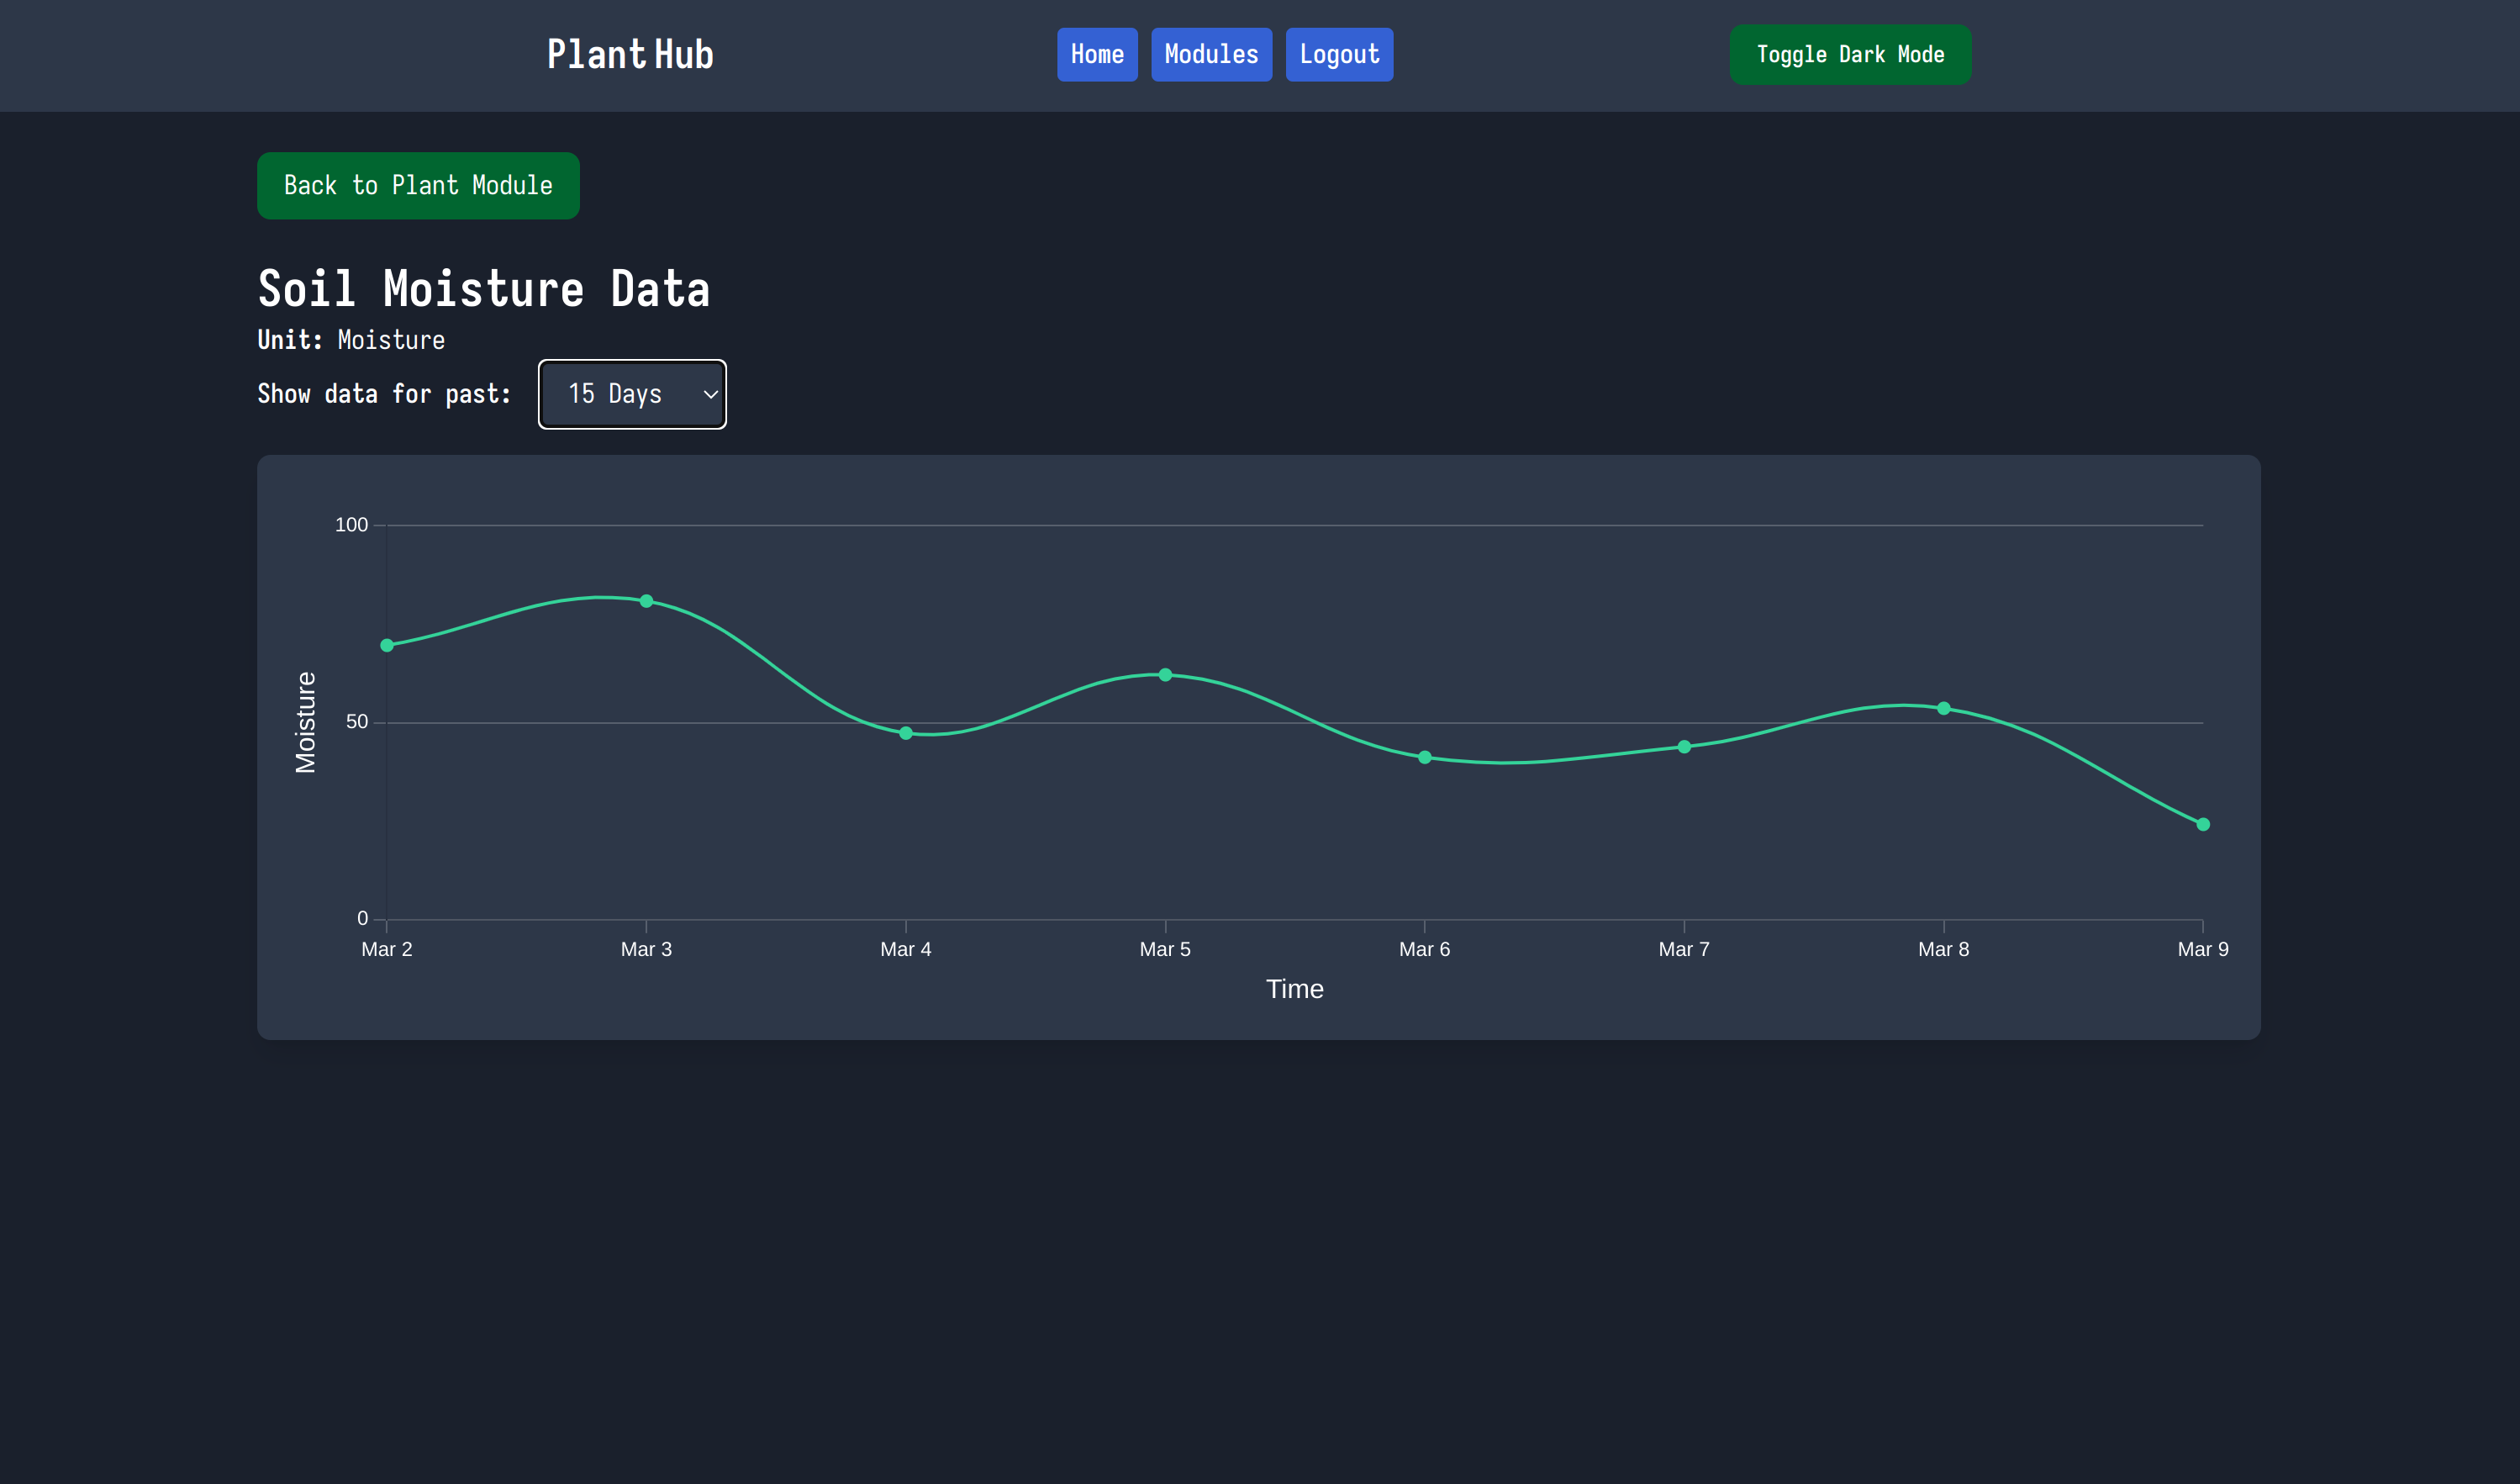 Plant Hub
Home
Modules
Logout
Toggle Dark Mode
Back to Plant Module
Soil Moisture Data
Unit: Moisture
Show data for past: 15 Days
100
50
0
Moisture
Mar 2
Mar 3
Mar 4
Mar 5
Mar 6
Mar 7
Mar 8
Mar 9
Time